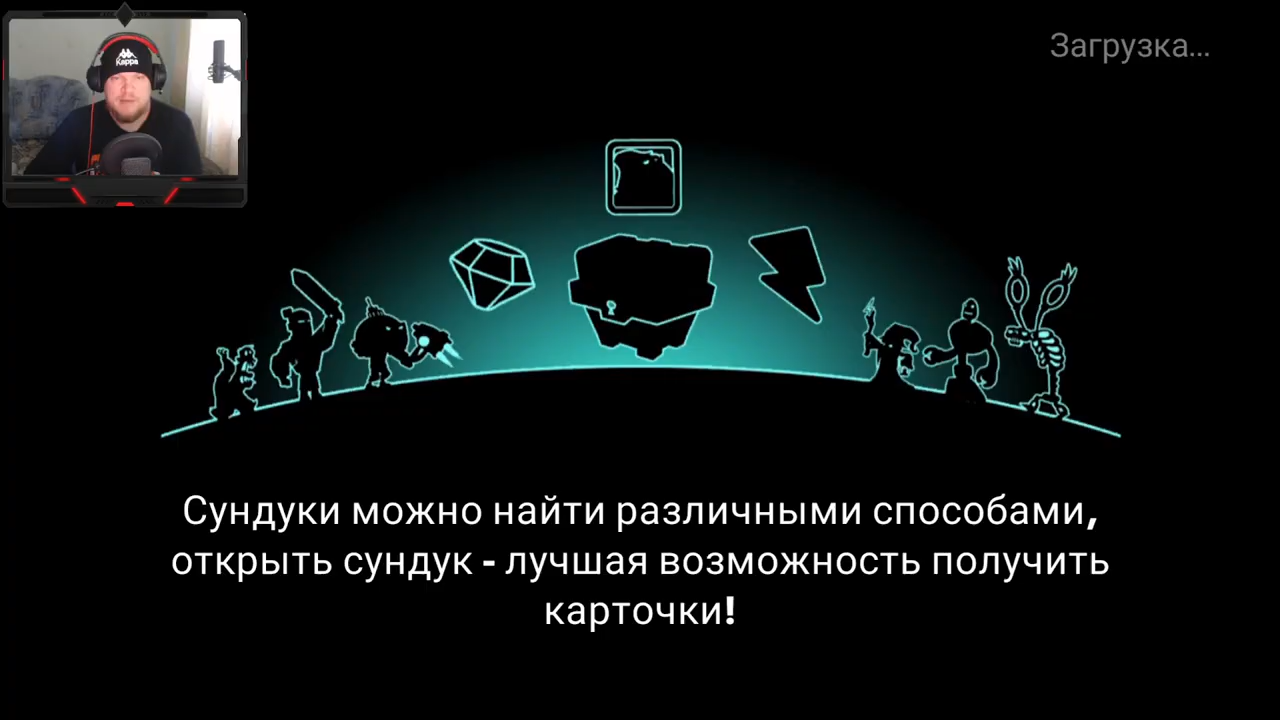 Kappa
Загрузка...
Сундуки можно найти различными способами,
открыть сундук - лучшая возможность получить
карточки!